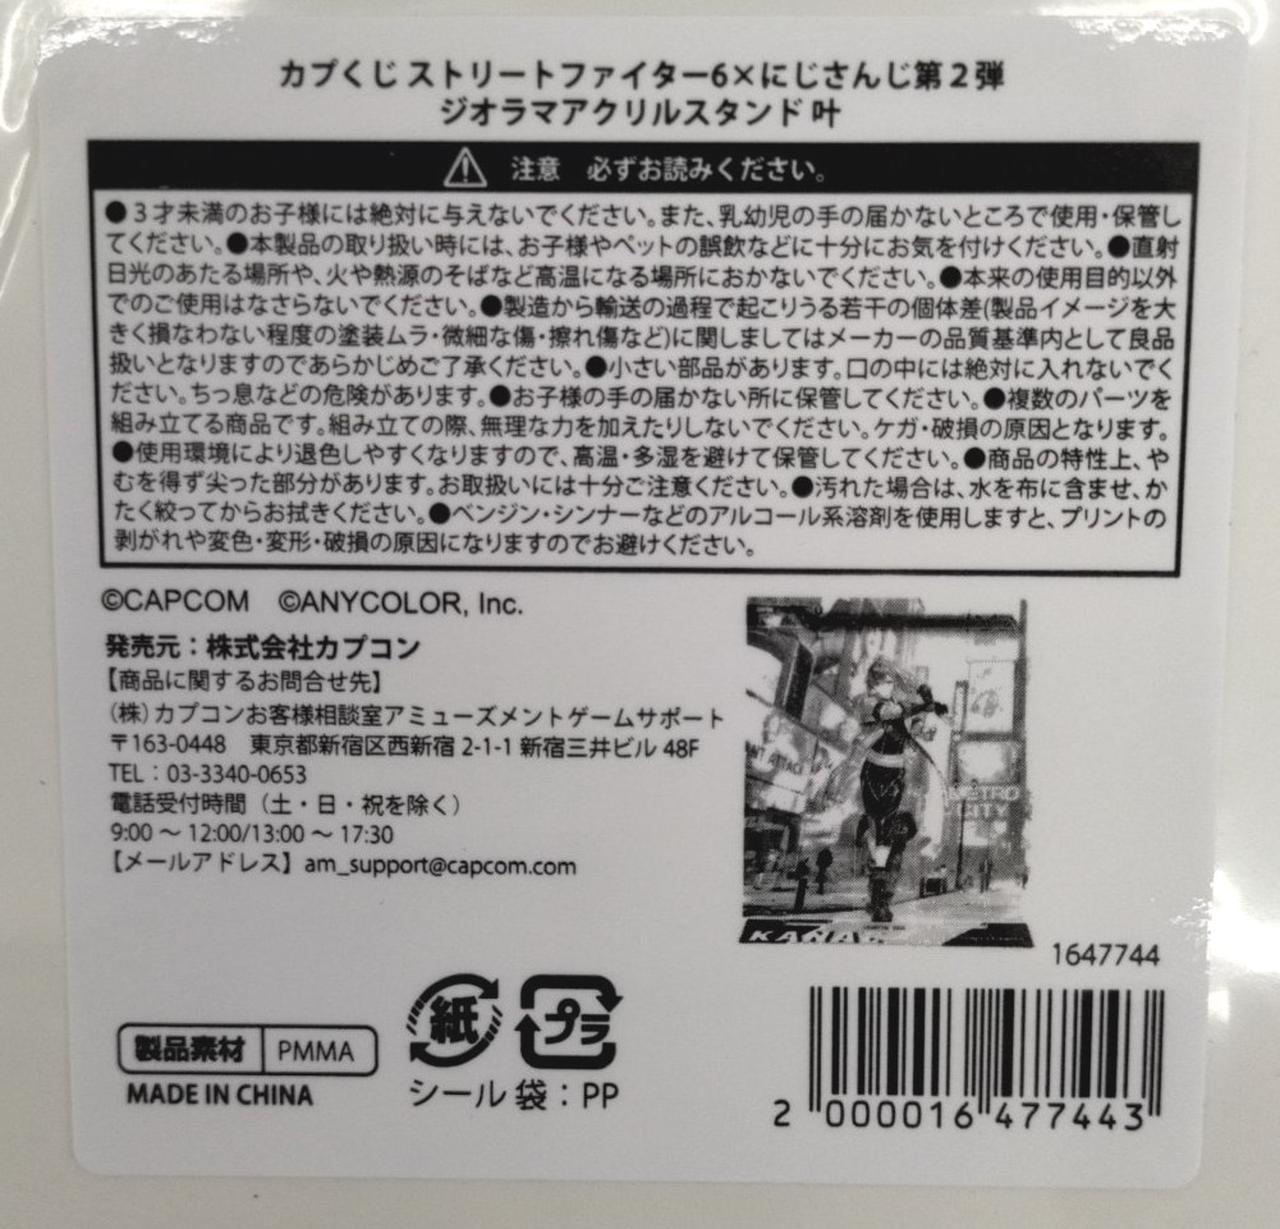 カプくじ ストリートファイター6×にじさんじ第2弾
ジオラマアクリルスタンド 叶
注意 必ずお読みください。
●3才未満のお子様には絶対に与えないでください。また、乳幼児の手の届かないところで使用・保管し
てください。●本製品の取り扱い時には、お子様やペットの誤飲などに十分にお気を付けください。●直射
日光のあたる場所や、火や熱源のそばなど高温になる場所におかないでください。●本来の使用目的以外
でのご使用はなさらないでください。●製造から輸送の過程で起こりうる若干の個体差(製品イメージを大
きく損なわない程度の塗装ムラ・微細な傷・擦れ傷など)に関しましてはメーカーの品質基準内として良品
扱いとなりますのであらかじめご了承ください。●小さい部品があります。口の中には絶対に入れないでく
ださい。ちっ息などの危険があります。●お子様の手の届かない所に保管してください。●複数のパーツを
組み立てる商品です。組み立ての際、無理な力を加えたりしないでください。ケガ・破損の原因となります。
●使用環境により退色しやすくなりますので、高温・多湿を避けて保管してください。●商品の特性上、や
むを得ず尖った部分があります。お取扱いには十分ご注意ください。●汚れた場合は、水を布に含ませ、か
たく絞ってからお拭きください。●ベンジン・シンナーなどのアルコール系溶剤を使用しますと、プリントの
剥がれや変色・変形・破損の原因になりますのでお避けください。
©CAPCOM ©ANYCOLOR, Inc.
発売元:株式会社カプコン
【商品に関するお問合せ先】
(株)カプコンお客様相談室アミューズメントゲームサポート
〒163-0448 東京都新宿区西新宿 2-1-1 新宿三井ビル 48F
TEL:03-3340-0653
電話受付時間(土・日・祝を除く)
9:00 ～ 12:00/13:00 ～ 17:30
【メールアドレス】am_support@capcom.com
METRO
CITY
1647744
紙
プラ
製品素材 PMMA
MADE IN CHINA
シール 袋:PP
2 000016 477443